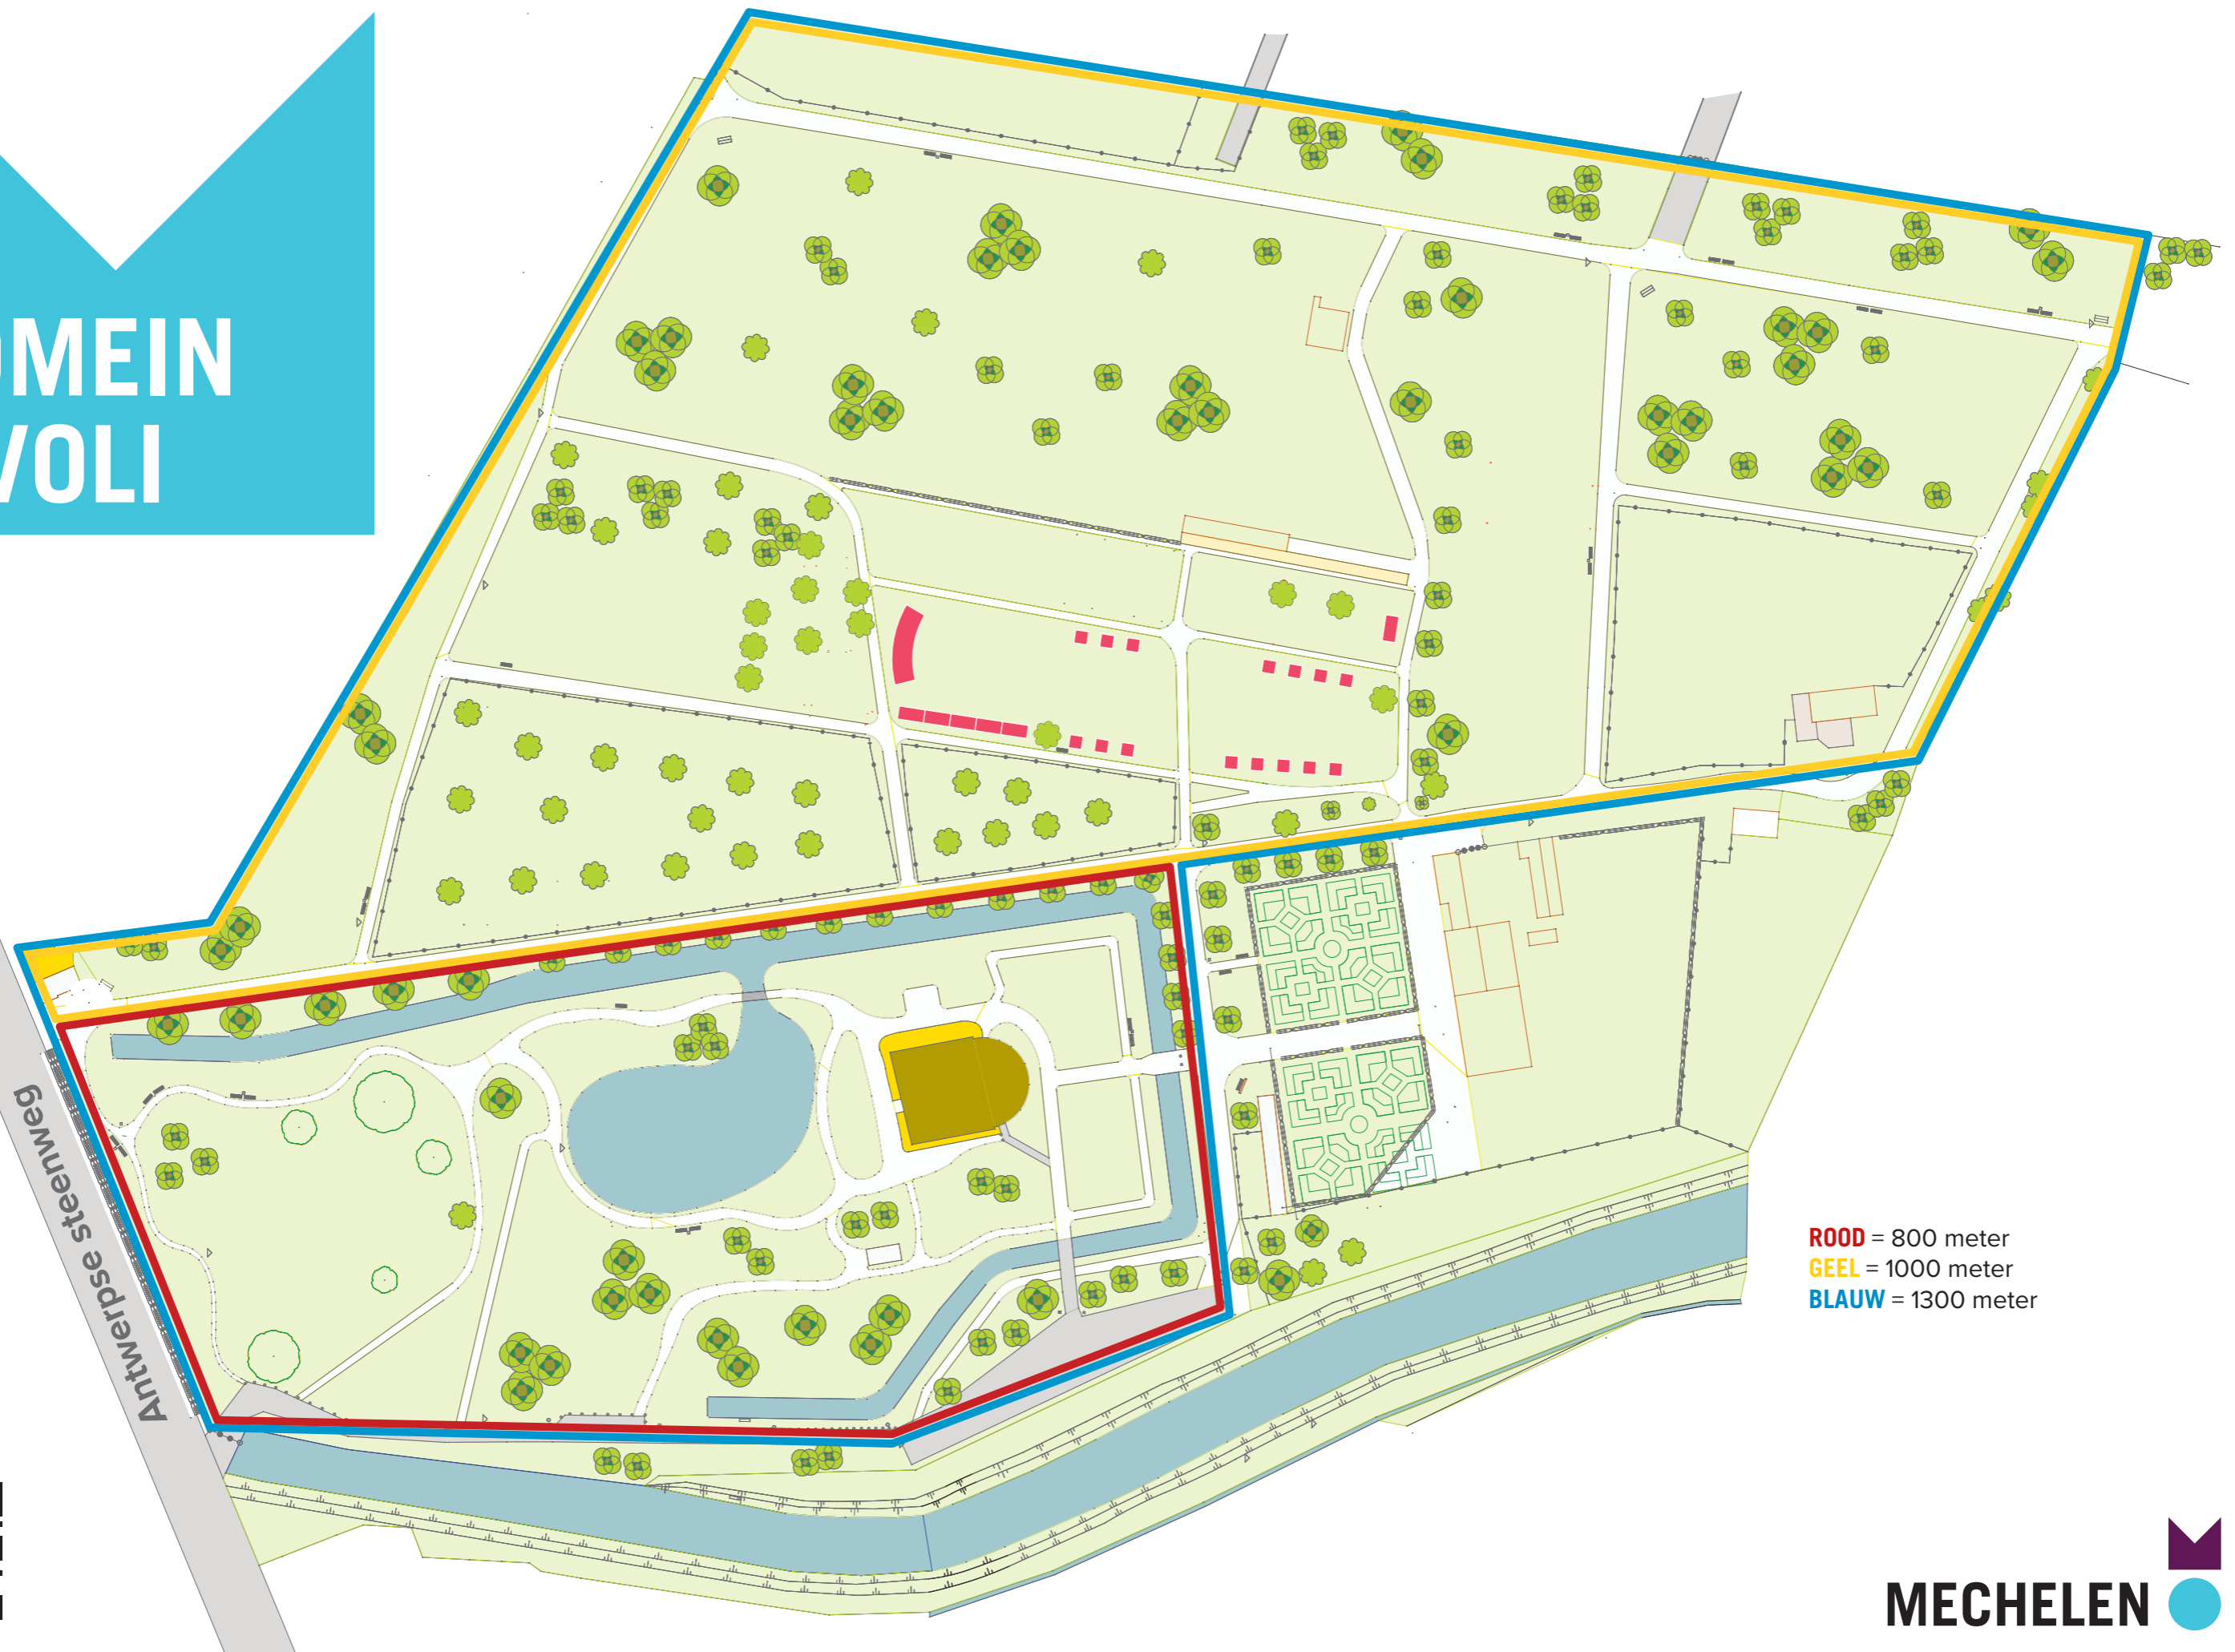 OMEIN
VOLI
Antwerpse steenweg
ROOD = 800 meter
GEEL = 1000 meter
BLAUW = 1300 meter
MECHELEN